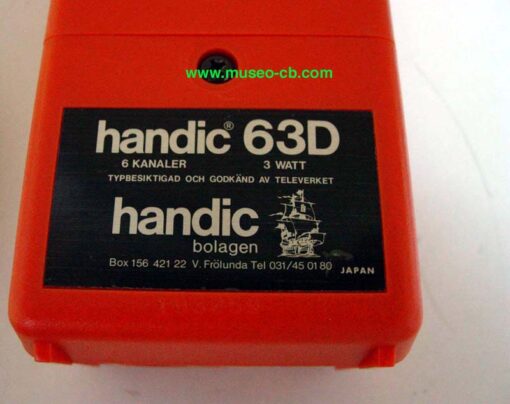 www.museo-cb.com
handic® 63D
6 KANALER 3 WATT
TYPBESIKTIGAD OCH GODKÄND AV TELEVERKET
handic
bolagen
Box 156 421 22 V. Frölunda Tel 031/45 01 80 JAPAN